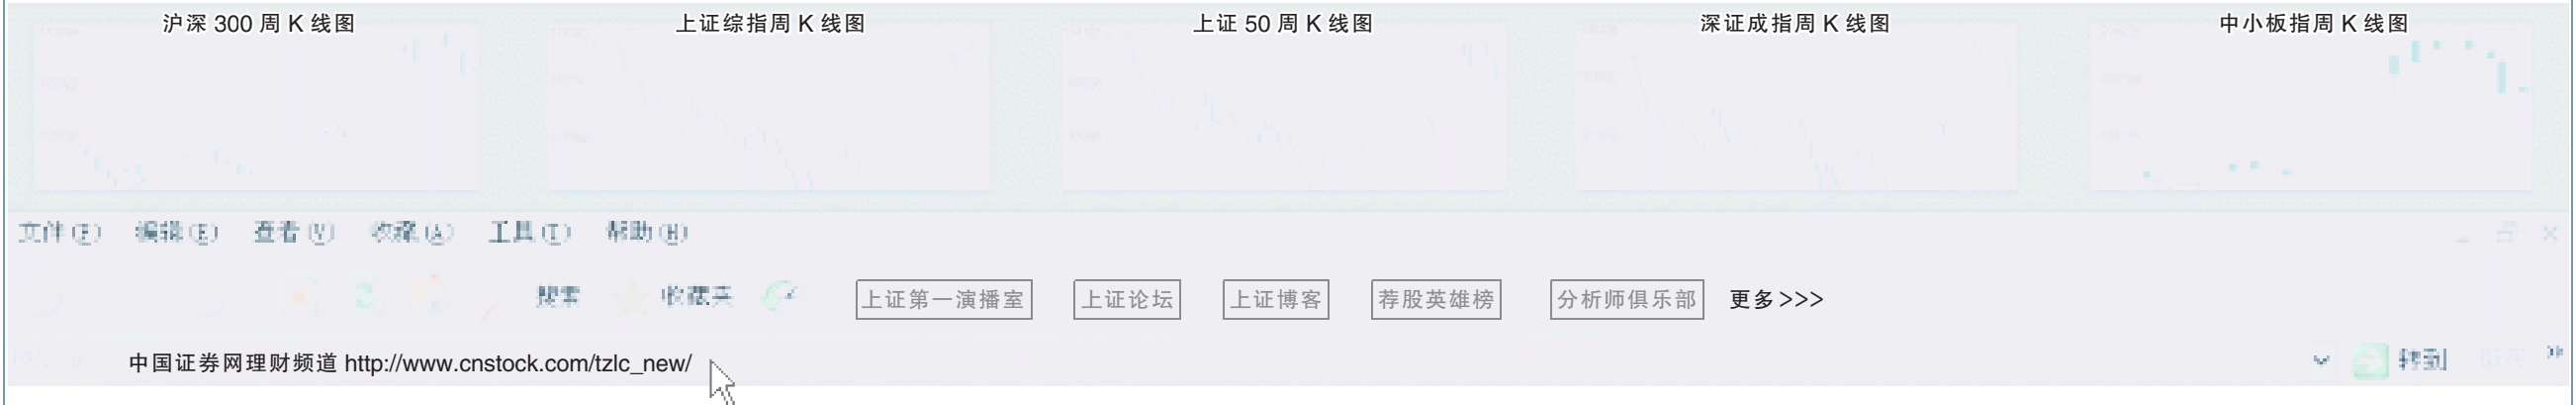 沪深 300 周 K 线图 上证综指周 K 线图 上证 50 周 K 线图 深证成指周 K 线图 中小板指周 K 线图
文件(F) 编辑(E) 查看(V) 收藏(A) 工具(T) 帮助(H)
搜索 收藏夹 上证第一演播室 上证论坛 上证博客 荐股英雄榜 分析师俱乐部 更多>>>
中国证券网理财频道 http://www.cnstock.com/tzlc_new/ 转到